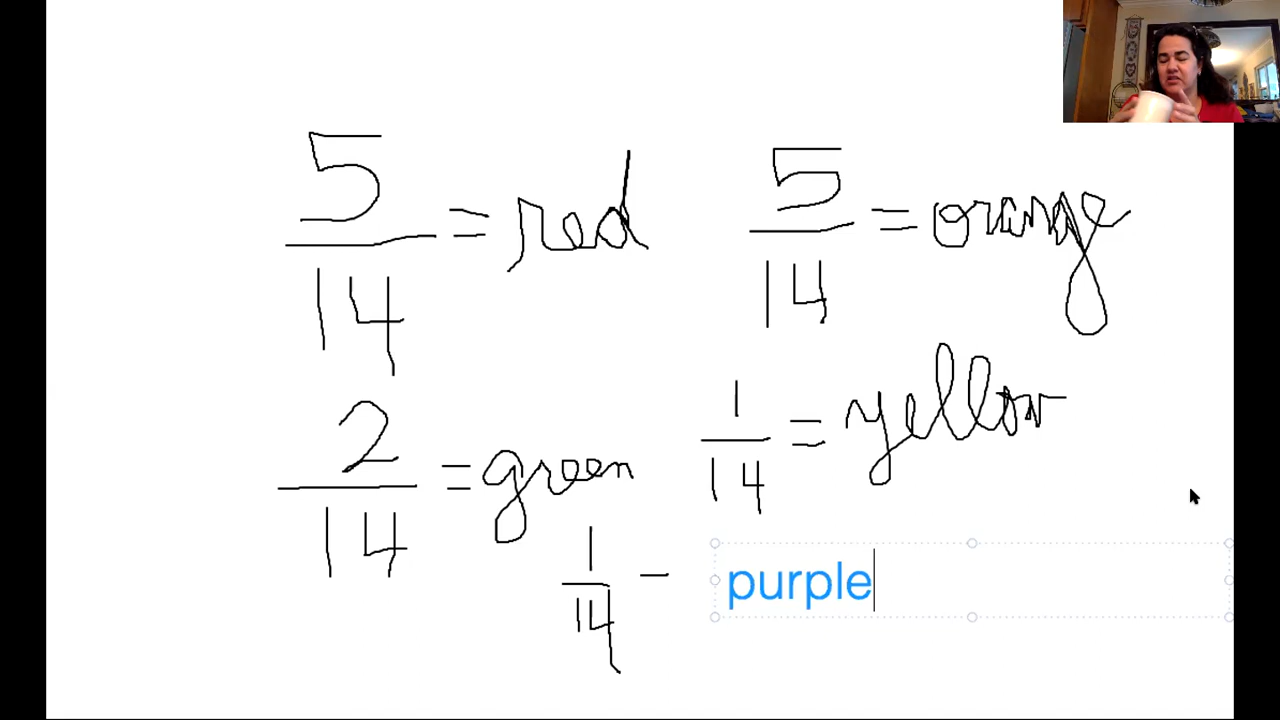 5/14 = red
5/14 = orange
2/14 = green
1/14 = yellow
1/14 - purple